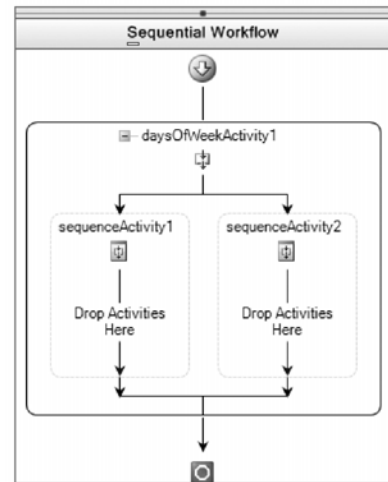 Sequential Workflow
daysOfWeekActivity1
sequenceActivity1
sequenceActivity2
Drop Activities
Here
Drop Activities
Here